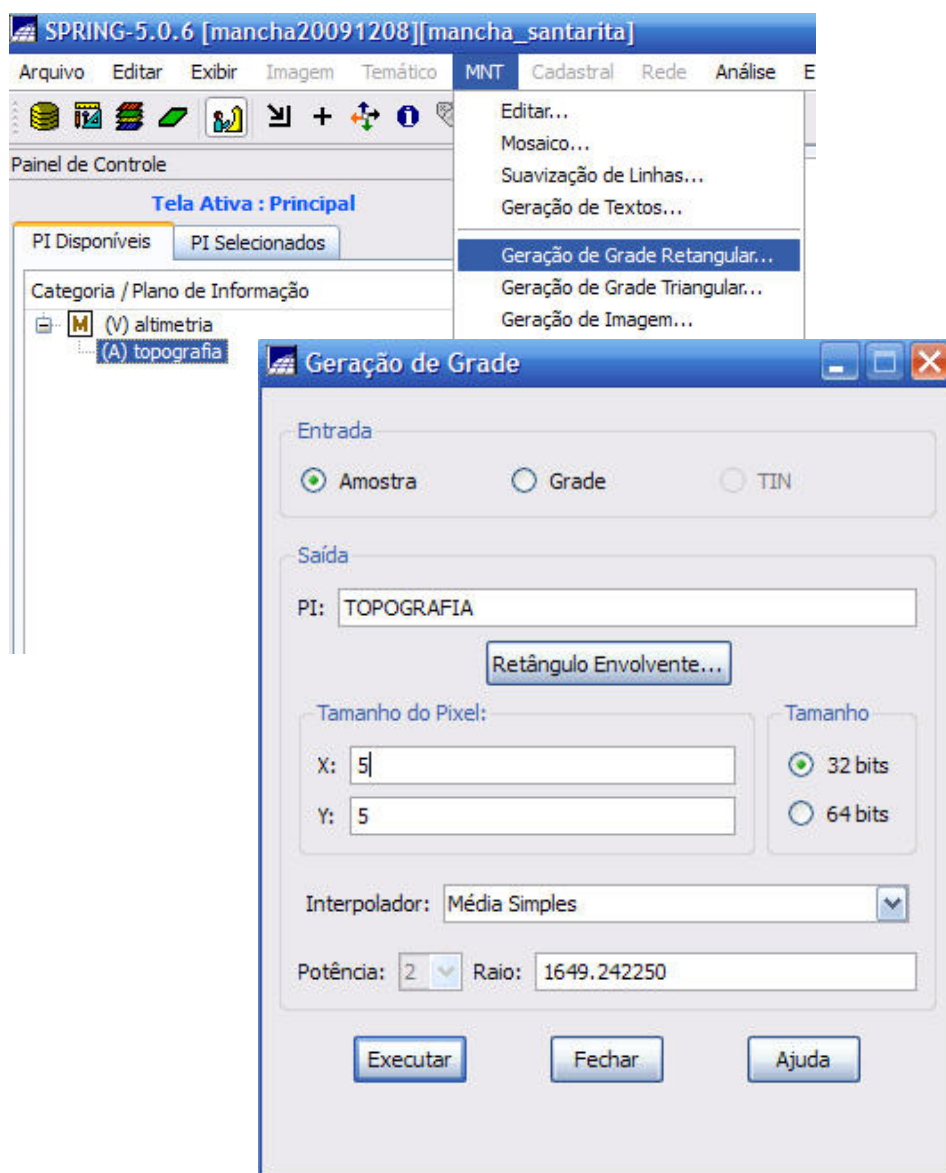 SPRING-5.0.6 [mancha20091208][mancha_santarita]
Arquivo Editar Exibir Imagem Temático MNT Cadastral Rede Análise E
Editar...
Mosaico...
Suavização de Linhas...
Geração de Textos...
Geração de Grade Retangular...
Geração de Grade Triangular...
Geração de Imagem...
Painel de Controle
Tela Ativa : Principal
PI Disponíveis PI Selecionados
Categoria / Plano de Informação
M (V) altimetria
(A) topografia
Geração de Grade
Entrada
Amostra Grade TIN
Saída
PI: TOPOGRAFIA
Retângulo Envolvente...
Tamanho do Pixel: Tamanho
X: 5 32 bits
Y: 5 64 bits
Interpolador: Média Simples
Potência: 2 Raio: 1649.242250
Executar Fechar Ajuda